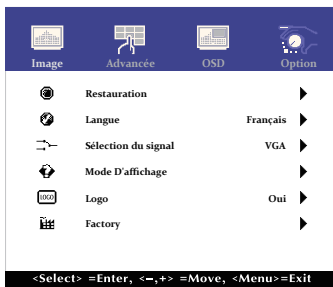 Image Advancée OSD Option
Restauration
Langue Français
Sélection du signal VGA
Mode D'affichage
LOGO Logo Oui
Factory
<Select> =Enter, <–,+> =Move, <Menu>=Exit